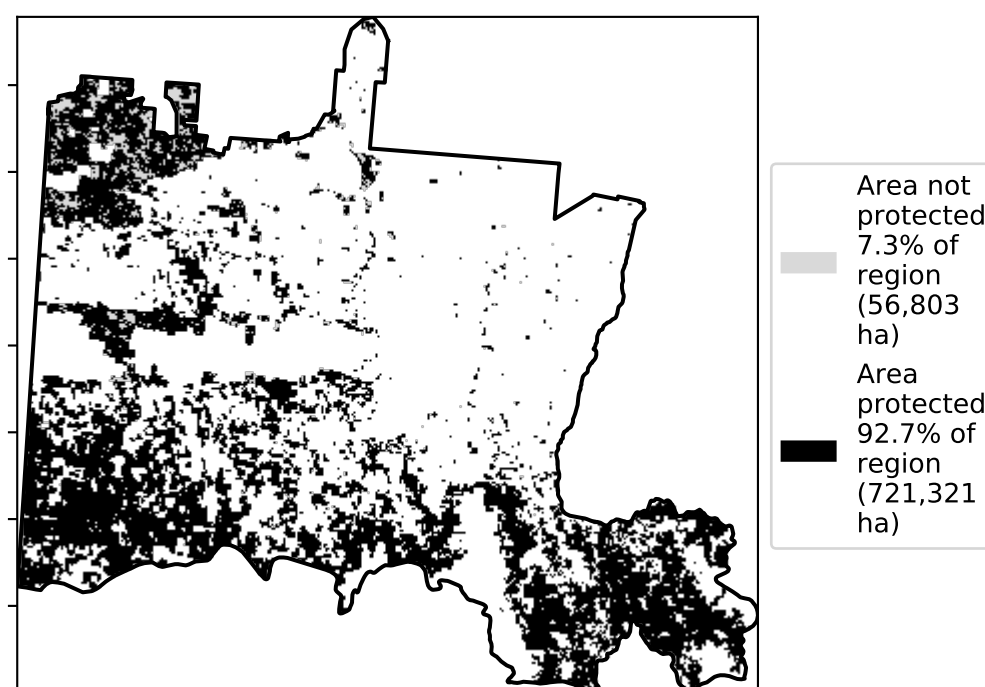 Area not
protected
7.3% of
region
(56,803
ha)
Area
protected
92.7% of
region
(721,321
ha)